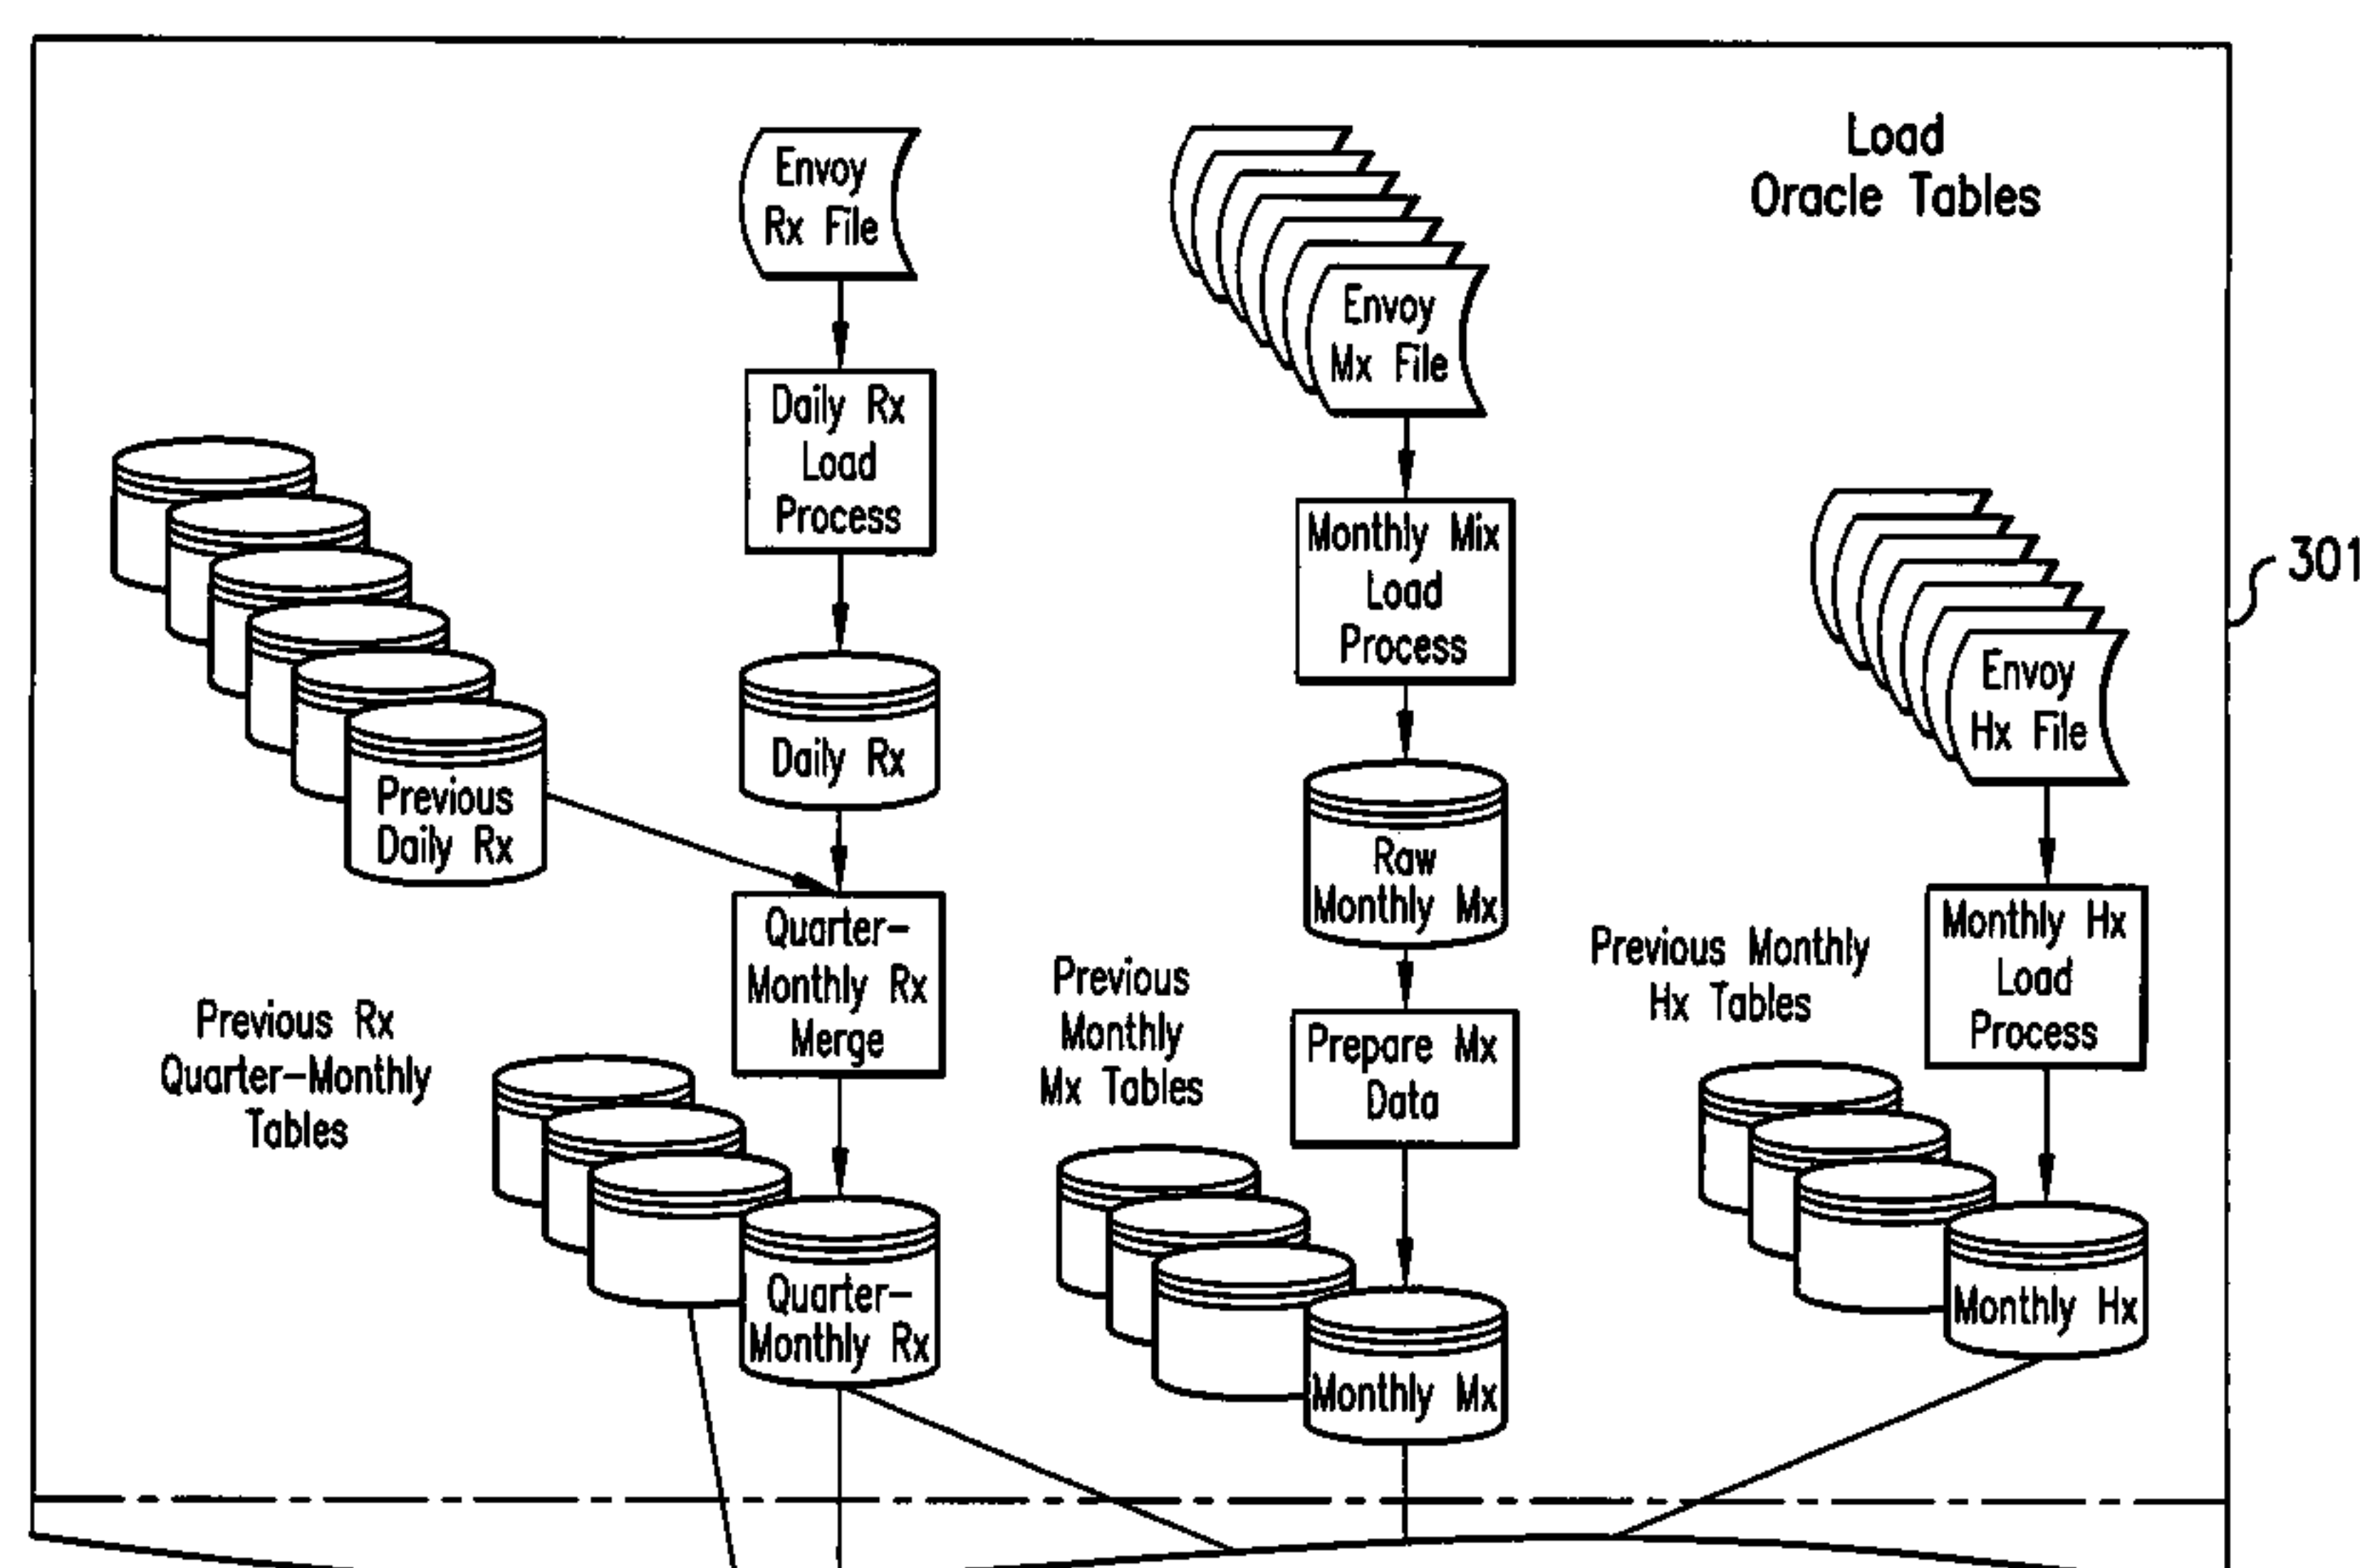 Load
Oracle Tables
Envoy
Rx File
Envoy
Mx File
Daily Rx
Load
Process
Monthly Mix
Load
Process
301
Envoy
Hx File
Daily Rx
Previous
Daily Rx
Raw
Monthly Mx
Quarter-
Monthly Rx
Merge
Previous Monthly
Hx Tables
Monthly Hx
Load
Process
Previous Rx
Quarter-Monthly
Tables
Previous
Monthly
Mx Tables
Prepare Mx
Data
Quarter-
Monthly Rx
Monthly Mx
Monthly Hx